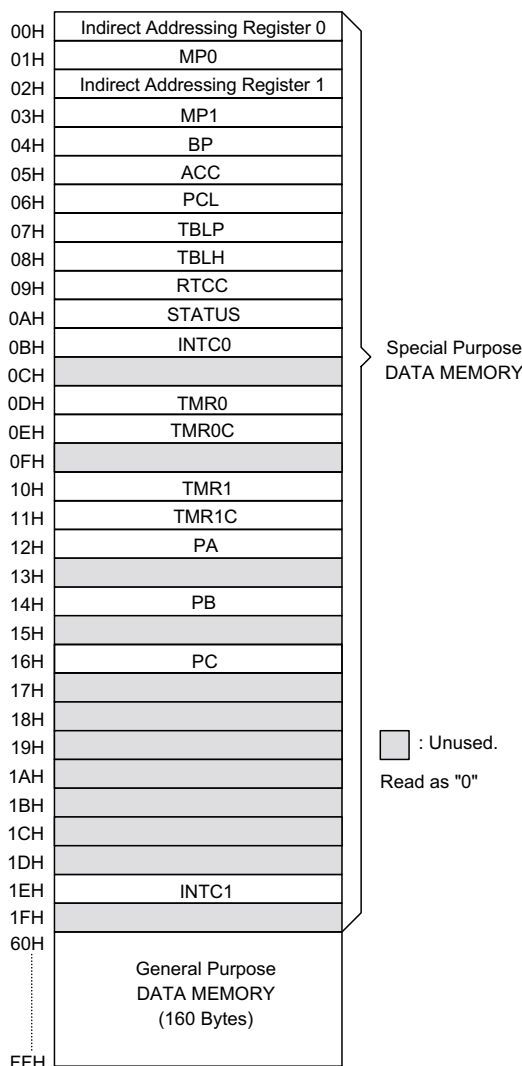 00H Indirect Addressing Register 0
01H MP0
02H Indirect Addressing Register 1
03H MP1
04H BP
05H ACC
06H PCL
07H TBLP
08H TBLH
09H RTCC
0AH STATUS
0BH INTC0
0CH
0DH TMR0
0EH TMR0C
0FH
10H TMR1
11H TMR1C
12H PA
13H
14H PB
15H
16H PC
17H
18H
19H
1AH
1BH
1CH
1DH
1EH INTC1
1FH
60H
General Purpose
DATA MEMORY
(160 Bytes)
FFH
Special Purpose
DATA MEMORY
: Unused.
Read as "0"